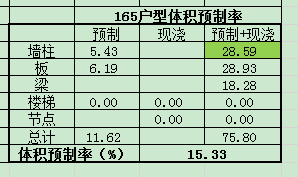 165户型体积预制率
预制 现浇 预制+现浇
墙柱 5.43 28.59
板 6.19 28.93
梁 18.28
楼梯 0.00 0.00 0.00
节点 0.00 0.00
总计 11.62 75.80
体积预制率（%） 15.33